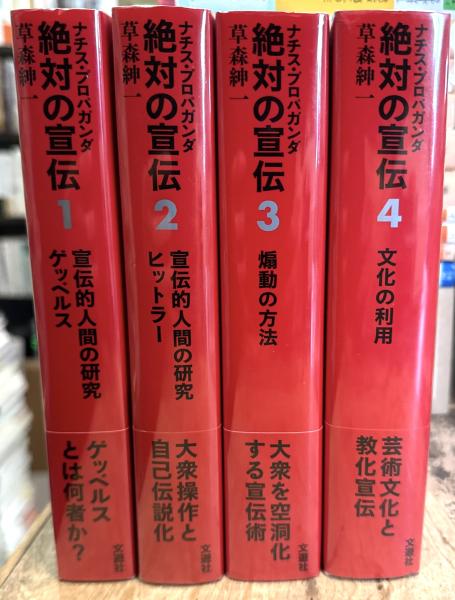 ナチス・プロパガンダ
絶対の宣伝
草森紳一
1
宣伝的人間の研究
ゲッベルス
ゲッベルス
とは何者か?
文遊社
ナチス・プロパガンダ
絶対の宣伝
草森紳一
2
宣伝的人間の研究
ヒットラー
大衆操作と
自己伝説化
文遊社
ナチス・プロパガンダ
絶対の宣伝
草森紳一
3
煽動の方法
大衆を空洞化
する宣伝術
文遊社
ナチス・プロパガンダ
絶対の宣伝
草森紳一
4
文化の利用
芸術文化と
教化宣伝
文遊社